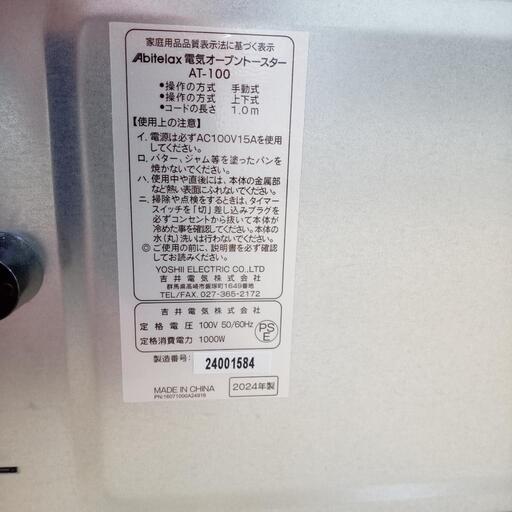 家庭用品品質表示法に基づく表示
Abitelax 電気オーブントースター
AT-100
•操作の方式 手動式
•操作の方式 上下式
•コードの長さ 1.0m
【使用上の注意】
イ. 電源は必ずAC100V15Aを使用
してください。
ロ. バター、ジャム等を塗ったパンを
焼かないでください。
ハ. 使用中や直後には、本体の金属部
など熱い表面にふれないでください。
ニ. 掃除や点検をするときは、タイマー
スイッチを「切」差し込みプラグを
必ずコンセントから抜いて本体が
冷めた事を確認してください。本体の
水(丸)洗いは行わないでください。
◎ご使用の前に、説明書を必ず確認
してお読みください。
YOSHII ELECTRIC CO.,LTD
吉井電気株式会社
群馬県高崎市飯塚町1649番地
TEL/FAX. 027-365-2172
定格電圧 100V 50/60Hz
定格消費電力 1000W
PS
E
製造番号: 24001584
MADE IN CHINA 2024年製
PN:16071000A24916